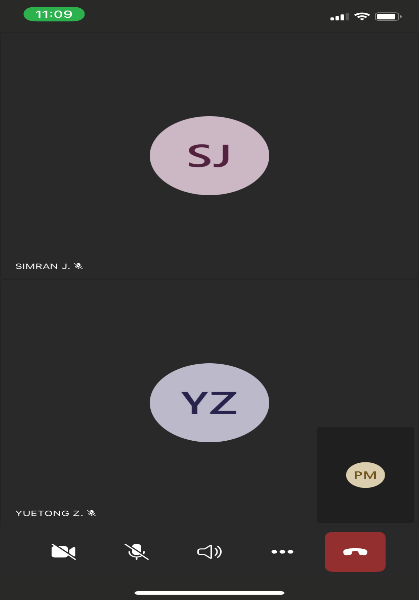 11:09
SJ
SIMRAN J.
YZ
PM
YUETONG Z.